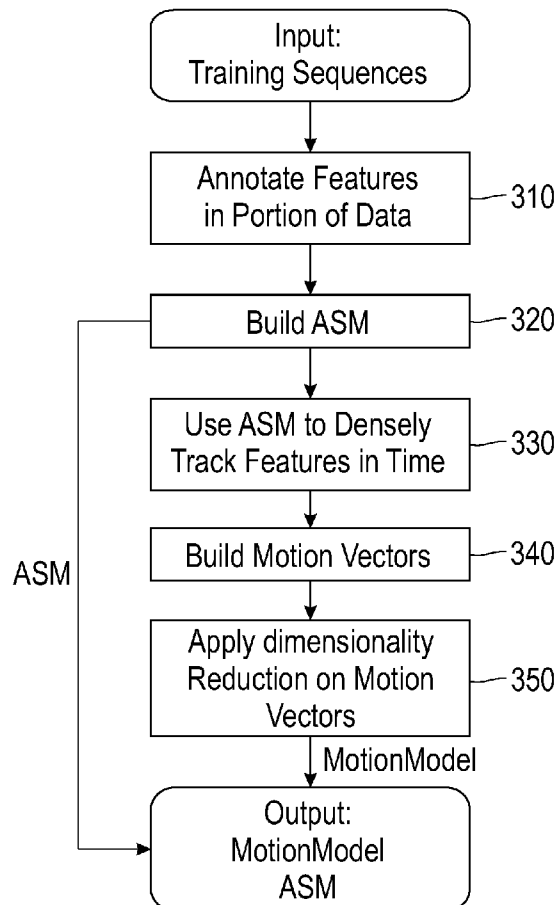 Input:
Training Sequences
Annotate Features
in Portion of Data
310
Build ASM
320
Use ASM to Densely
Track Features in Time
330
Build Motion Vectors
340
ASM
Apply dimensionality
Reduction on Motion
Vectors
350
MotionModel
Output:
MotionModel
ASM